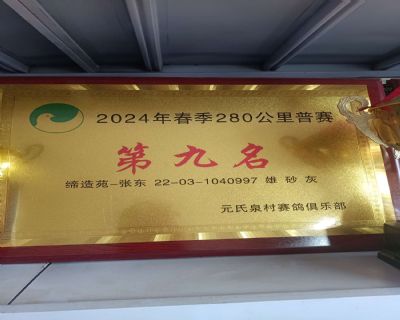 2024年春季280公里普赛
第九名
缔造苑-张东 22-03-1040997 雄 砂 灰
元氏泉村赛鸽俱乐部